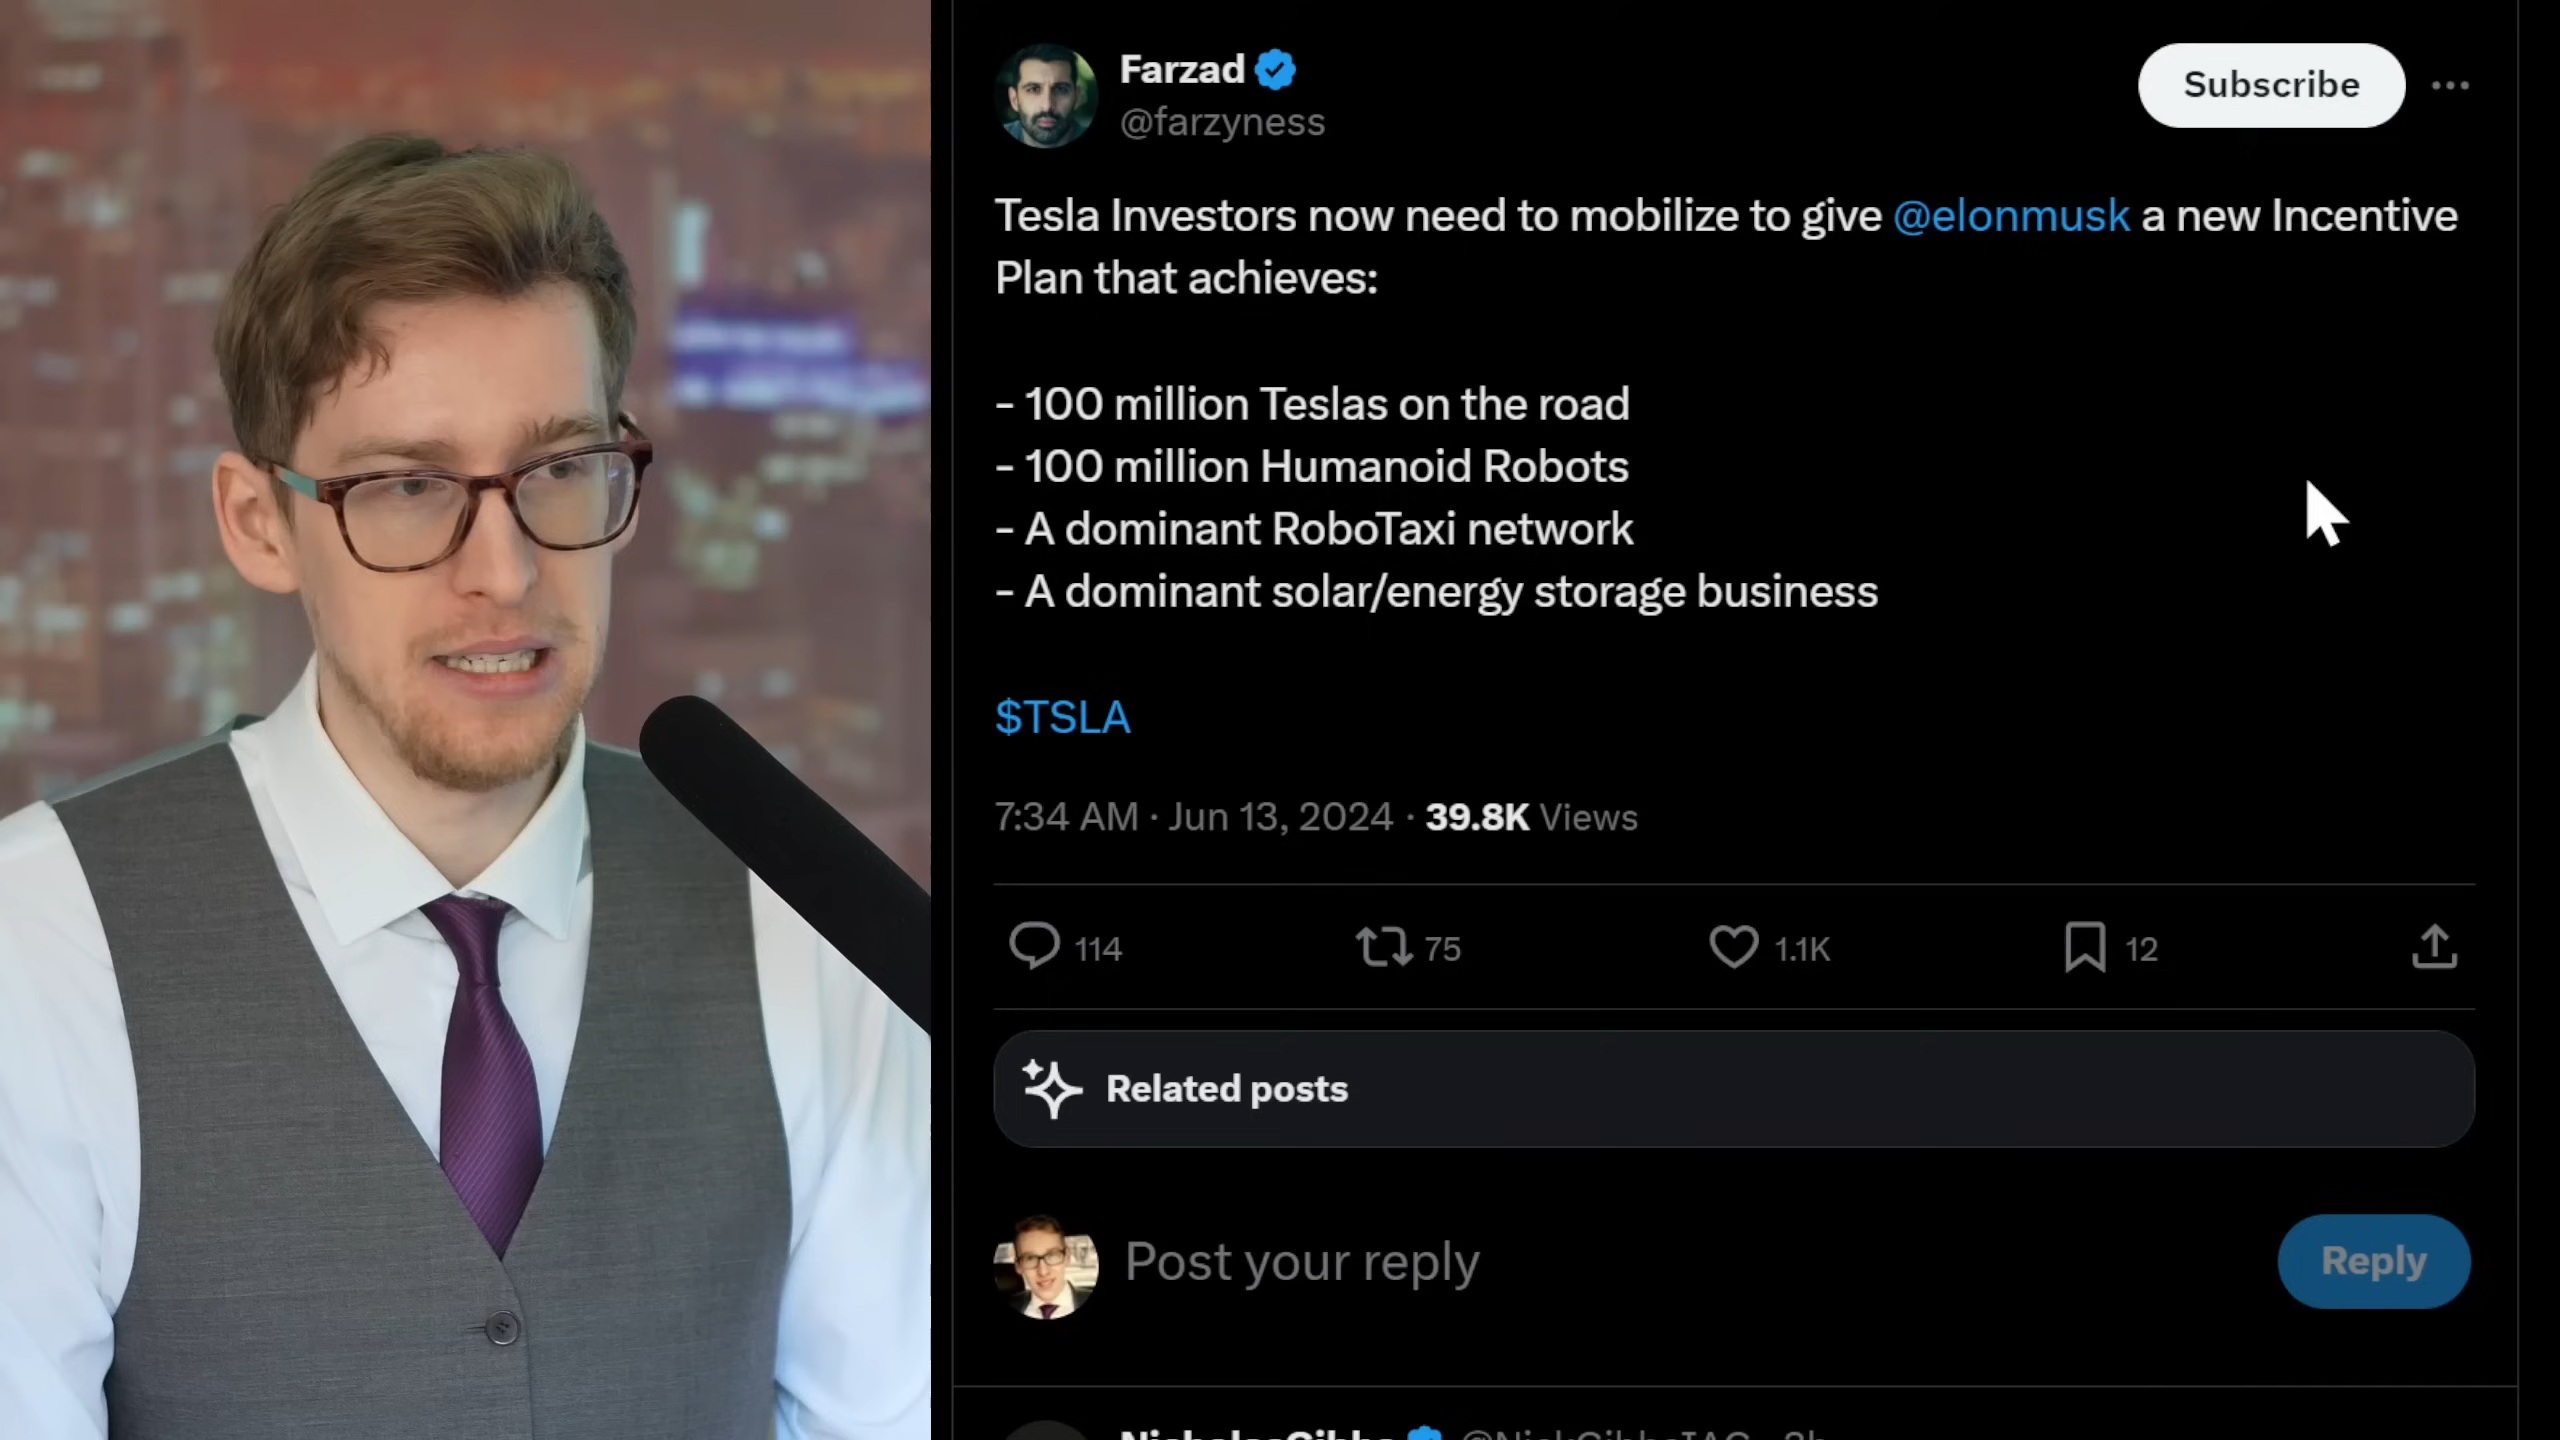 Farzad
@farzyness
Subscribe
Tesla Investors now need to mobilize to give @elonmusk a new Incentive
Plan that achieves:
- 100 million Teslas on the road
- 100 million Humanoid Robots
- A dominant RoboTaxi network
- A dominant solar/energy storage business
$TSLA
7:34 AM · Jun 13, 2024 · 39.8K Views
114 75 1.1K 12
Related posts
Post your reply
Reply